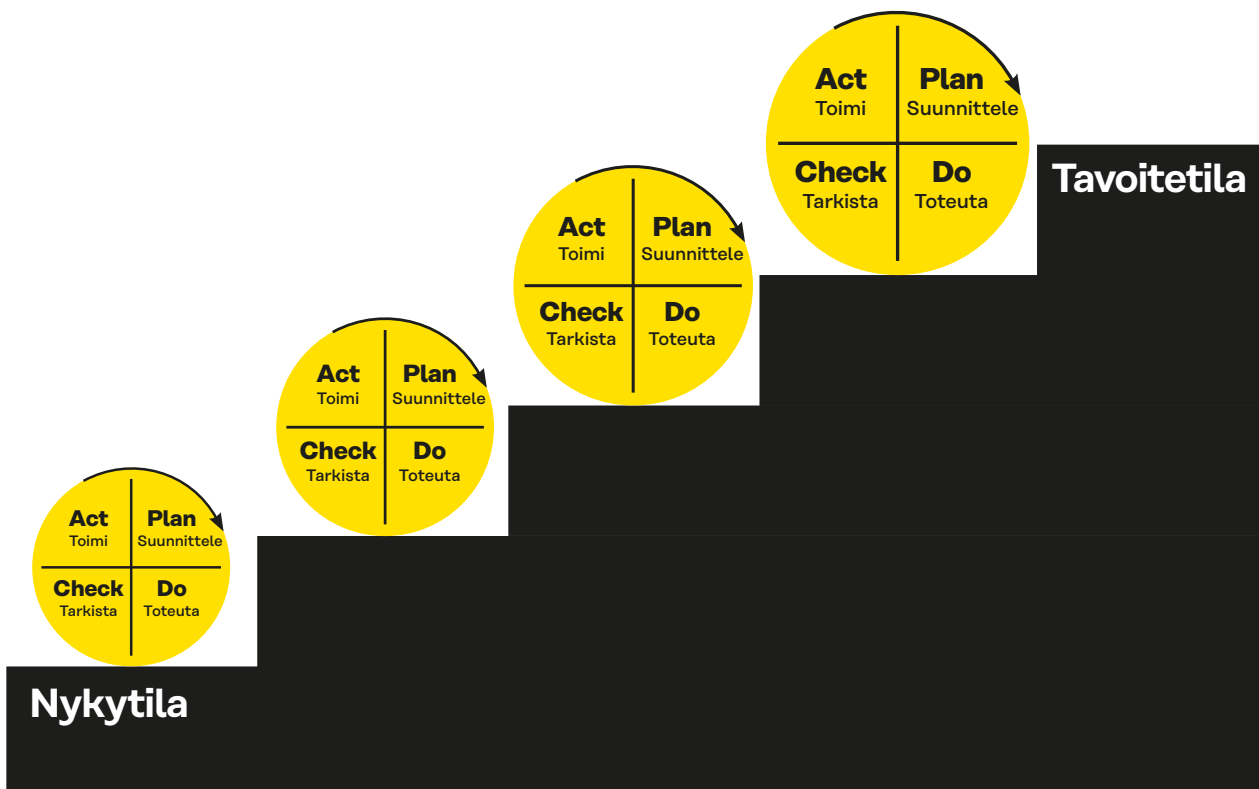 Act
Toimi
Plan
Suunnittele
Check
Tarkista
Do
Toteuta
Tavoitetila
Act
Toimi
Plan
Suunnittele
Check
Tarkista
Do
Toteuta
Act
Toimi
Plan
Suunnittele
Check
Tarkista
Do
Toteuta
Act
Toimi
Plan
Suunnittele
Check
Tarkista
Do
Toteuta
Nykytila